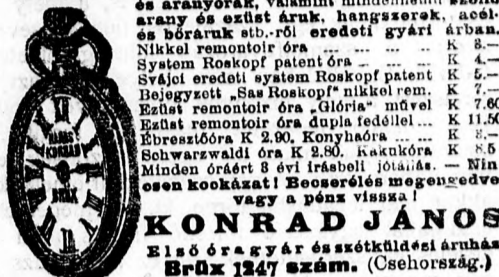 és aranyórák, valamint mindennemű
arany és ezüst áruk, hangszerek, acél-
és bőráruk stb.-ről eredeti gyári árban.
Nikkel remontoir óra — — — K 3.—
System Roskopf patent óra — — K 4.—
Svájci eredeti system Roskopf patent K 5.—
Bejegyzett „Sas Roskopf" nikkel rem. K 7.—
Ezüst remontoir óra „Glória" művel K 7.60
Ezüst remontoir óra dupla fedéllel... K 11.50
Ébresztőóra K 2.90. Konyhaóra K
Schwarzwaldi óra K 2.80. Kakukóra K 8.5
Minden óráért 3 évi irásbeli jótállás. — Nin
csen koczkázat! Becserélés megengedve
vagy a pénz vissza!
KONRAD JÁNOS
Első óragyár és szétküldési áruház
Brüx 1247 szám. (Csehország.)
JÁNOS
KONRAD
BRÜX